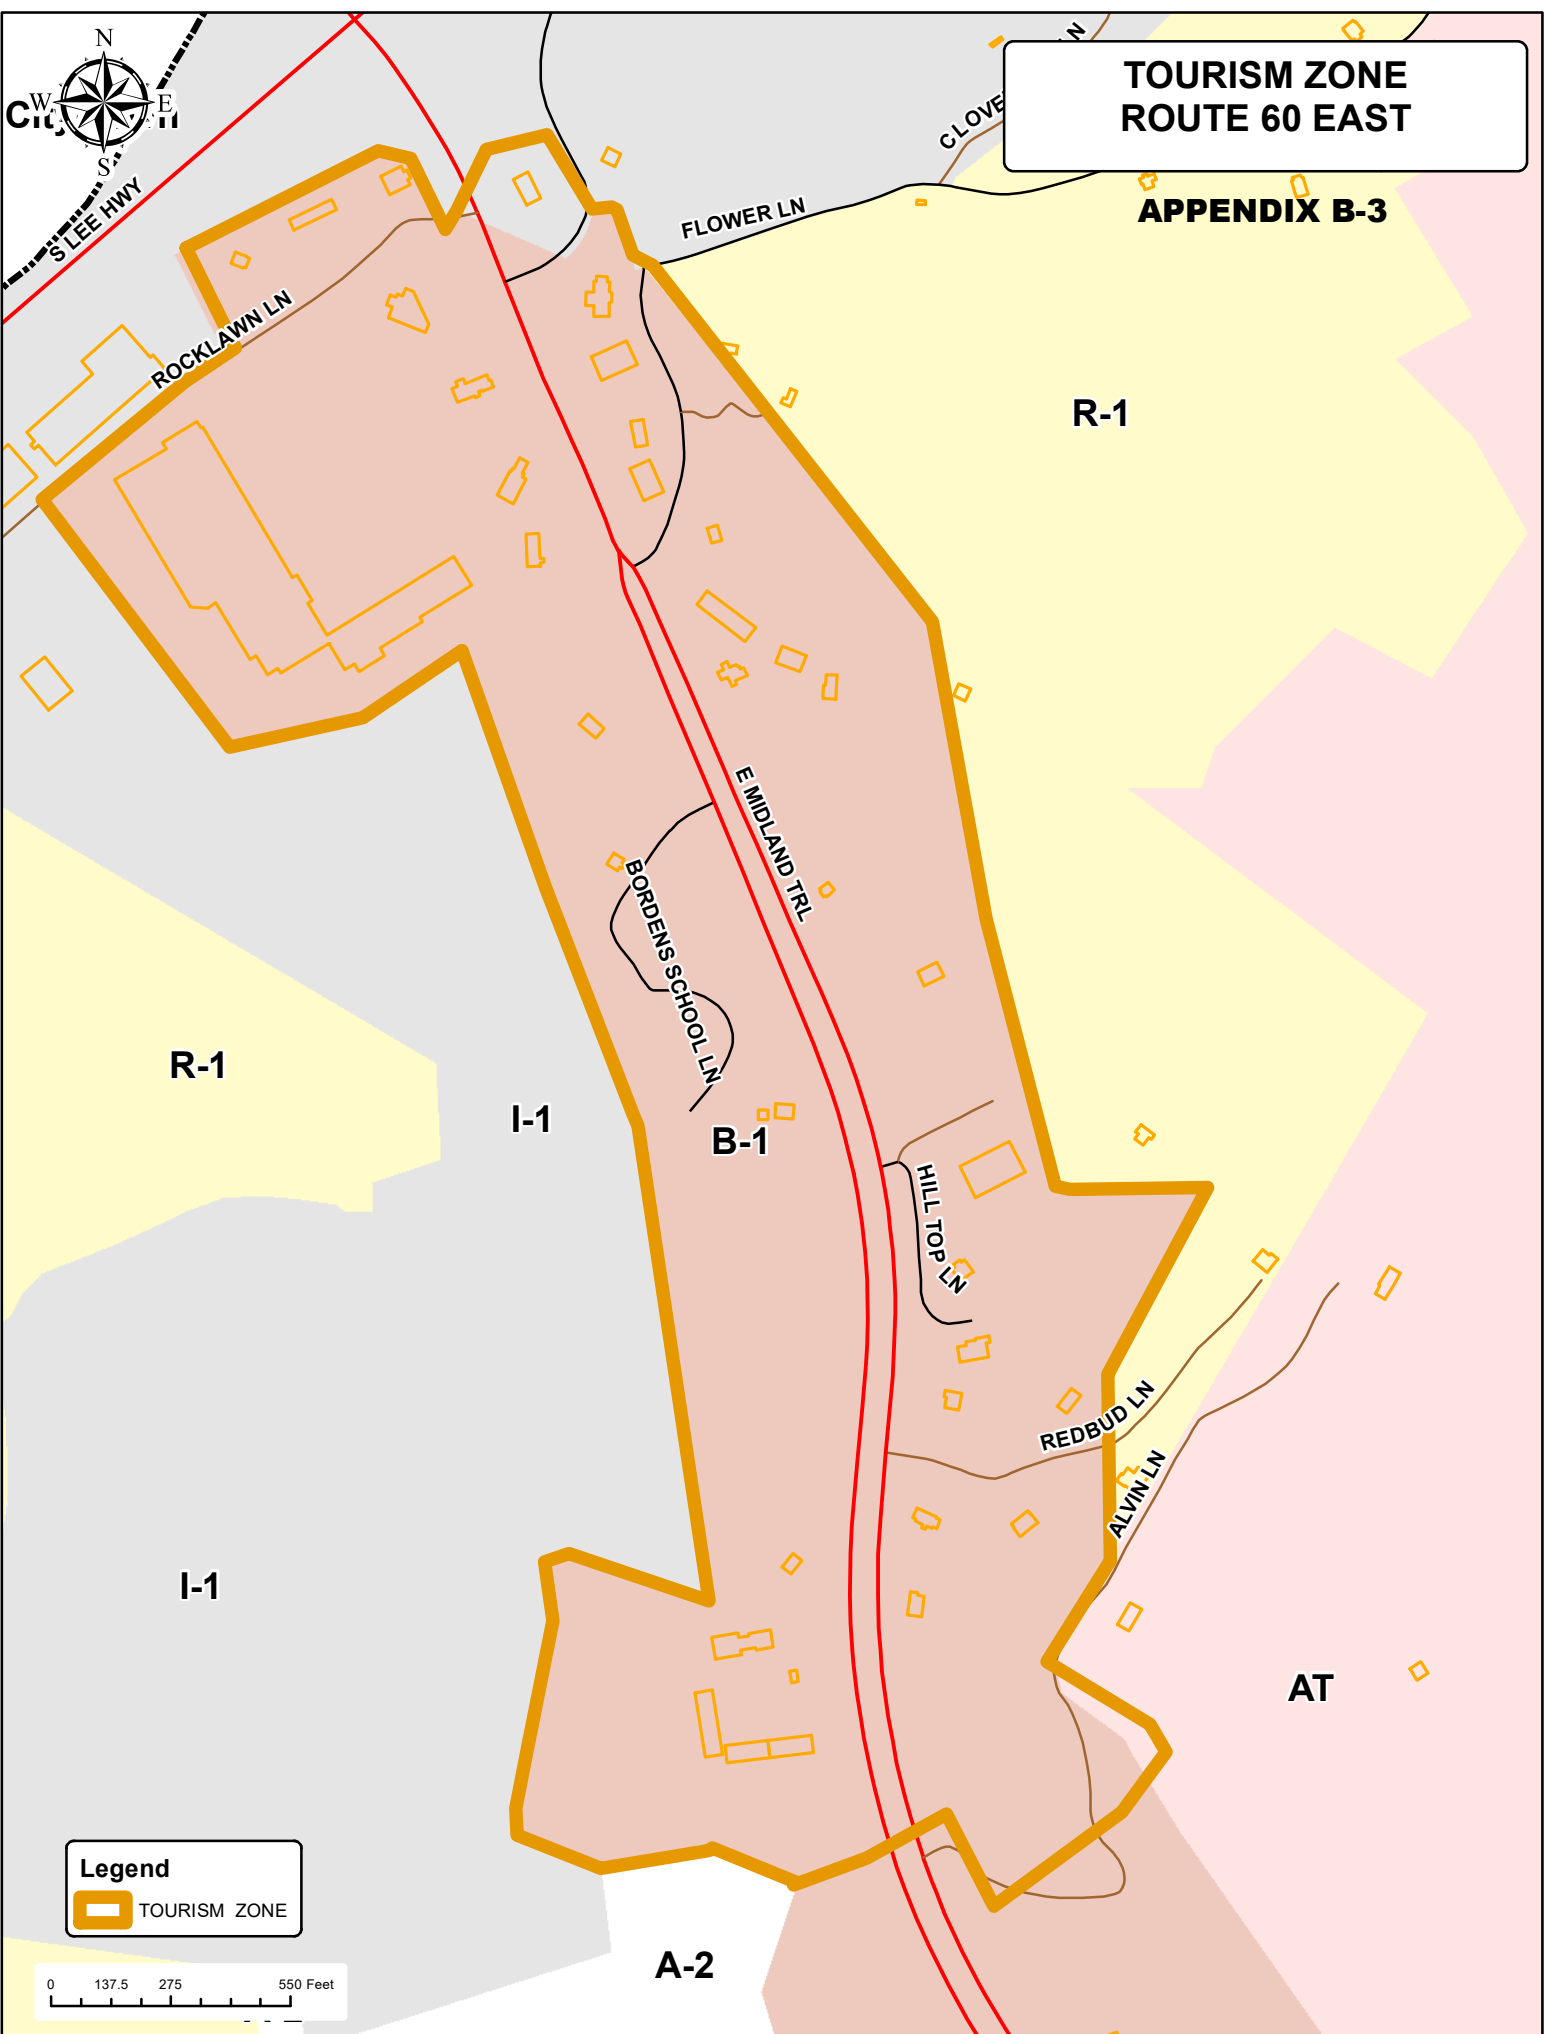 N
W
E
S
TOURISM ZONE
ROUTE 60 EAST
APPENDIX B-3
S LEE HWY
FLOWER LN
ROCKLAWN LN
R-1
E MIDLAND TRL
BORDENS SCHOOL LN
R-1
I-1
B-1
HILL TOP LN
REDBUD LN
ALVIN LN
I-1
AT
Legend
TOURISM ZONE
A-2
0 137.5 275 550 Feet